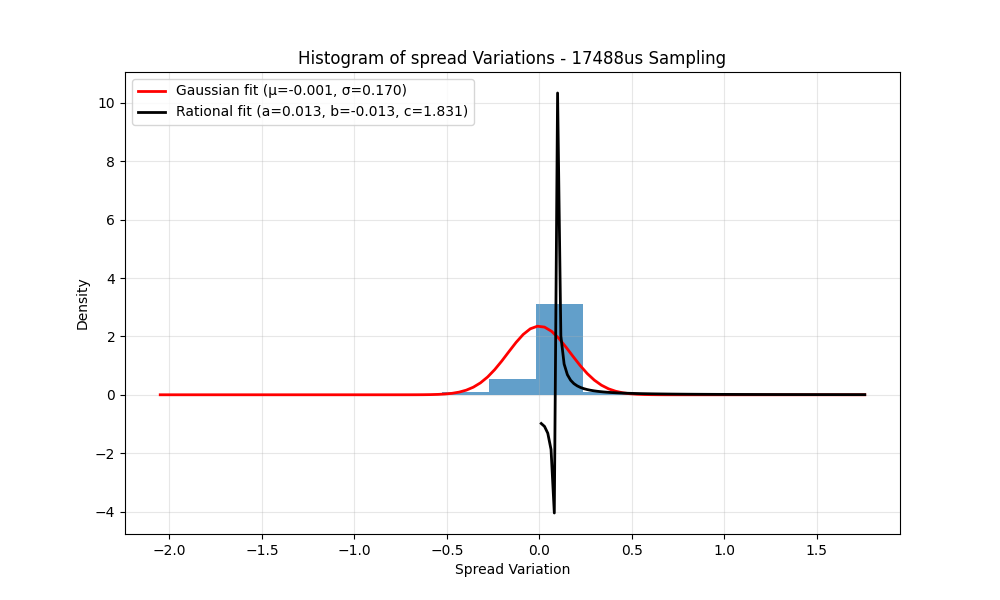 Histogram of spread Variations - 17488us Sampling
Gaussian fit (μ=-0.001, σ=0.170)
Rational fit (a=0.013, b=-0.013, c=1.831)
Density
10
8
6
4
2
0
−2
−4
−2.0 −1.5 −1.0 −0.5 0.0 0.5 1.0 1.5
Spread Variation